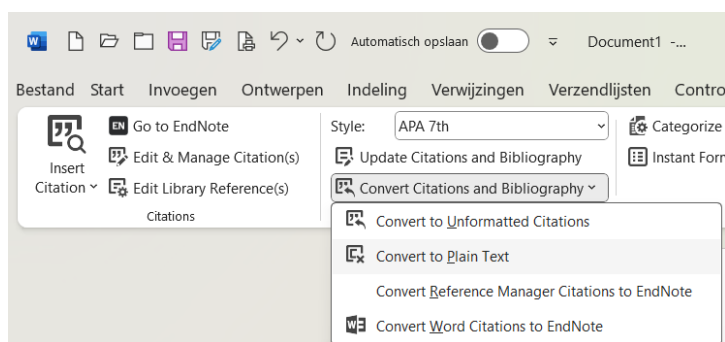 Automatisch opslaan Document1 -...
Bestand Start Invoegen Ontwerpen Indeling Verwijzingen Verzendlijsten Contro
Insert Citation
Go to EndNote
Edit & Manage Citation(s)
Edit Library Reference(s)
Citations
Style: APA 7th
Update Citations and Bibliography
Convert Citations and Bibliography
Categorize
Instant Forr
Convert to Unformatted Citations
Convert to Plain Text
Convert Reference Manager Citations to EndNote
Convert Word Citations to EndNote